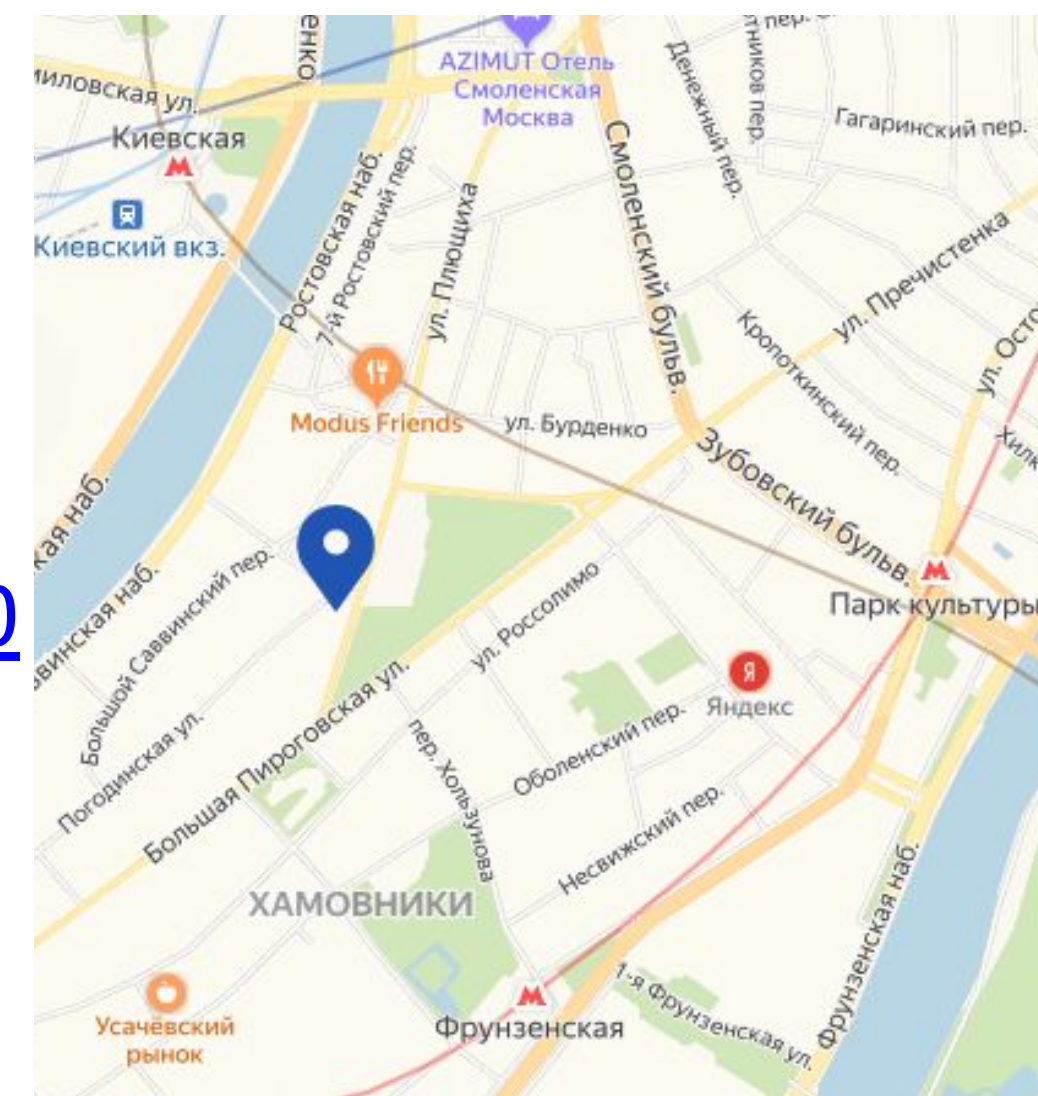 AZIMUT Отель
Смоленская
Москва
Киевская
Киевский вкз.
Ростовская наб.
7-й Ростовский пер.
ул. Плющиха
Смоленский бульв.
Денежный пер.
Гагаринский пер.
ул. Пречистенка
Кропоткинский пер.
Modus Friends
ул. Бурденко
Зубовский бульв.
Парк культуры
Большой Саввинский пер.
Погодинская ул.
Большая Пироговская ул.
ул. Россолимо
Яндекс
Оболенский пер.
пер. Хользунова
Несвижский пер.
ХАМОВНИКИ
Усачёвский
рынок
Фрунзенская
1-я Фрунзенская ул.
Фрунзенская наб.